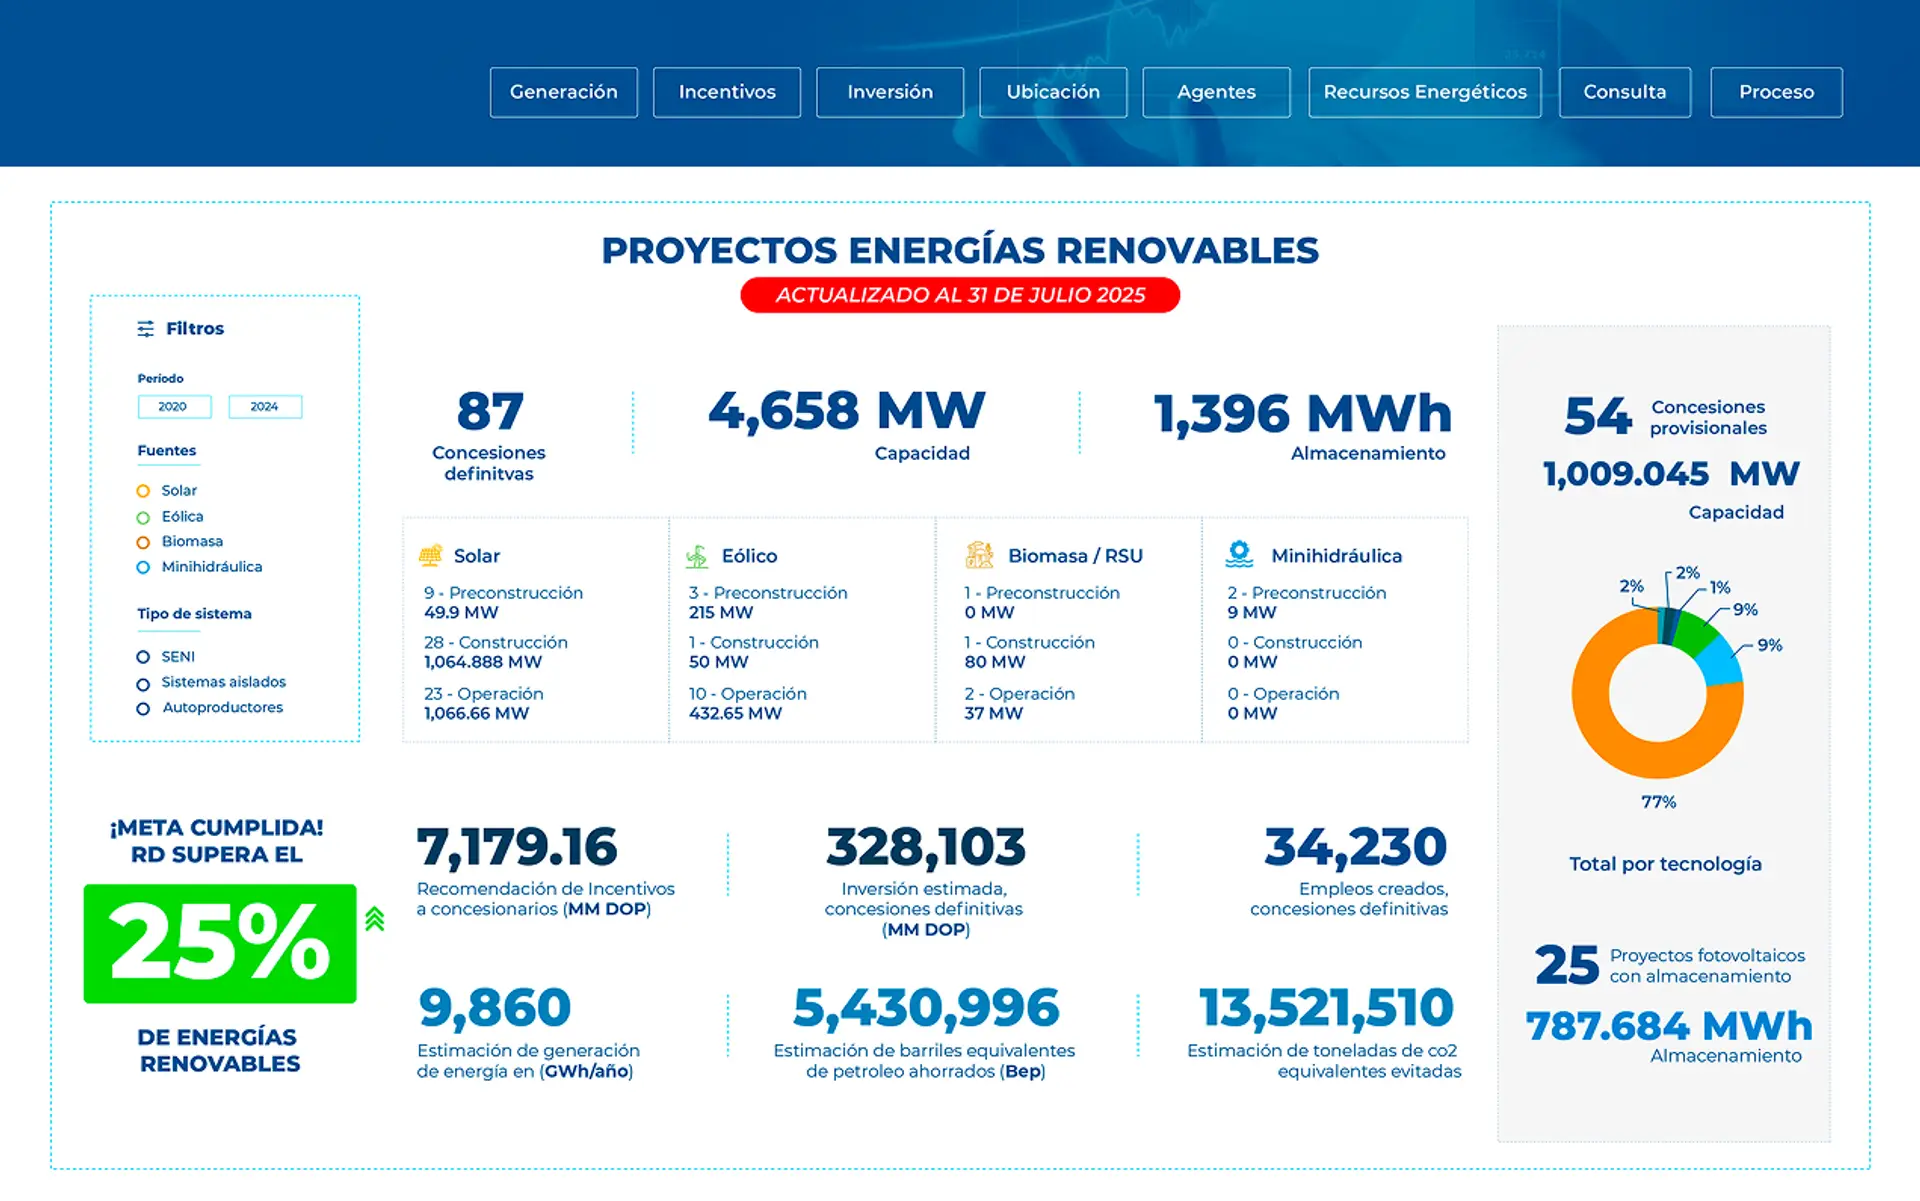 Generación
Incentivos
Inversión
Ubicación
Agentes
Recursos Energéticos
Consulta
Proceso
PROYECTOS ENERGÍAS RENOVABLES
ACTUALIZADO AL 31 DE JULIO 2025
Filtros
Período
2020
2024
Fuentes
Solar
Eólica
Biomasa
Minihidráulica
Tipo de sistema
SENI
Sistemas aislados
Autoproductores
87
Concesiones
definitvas
4,658 MW
Capacidad
1,396 MWh
Almacenamiento
Solar
9 - Preconstrucción
49.9 MW
28 - Construcción
1,064.888 MW
23 - Operación
1,066.66 MW
Eólico
3 - Preconstrucción
215 MW
1 - Construcción
50 MW
10 - Operación
432.65 MW
Biomasa / RSU
1 - Preconstrucción
0 MW
1 - Construcción
80 MW
2 - Operación
37 MW
Minihidráulica
2 - Preconstrucción
9 MW
0 - Construcción
0 MW
0 - Operación
0 MW
54
Concesiones
provisionales
1,009.045 MW
Capacidad
2%
2%
1%
9%
9%
77%
Total por tecnología
25
Proyectos fotovoltaicos
con almacenamiento
787.684 MWh
Almacenamiento
¡META CUMPLIDA!
RD SUPERA EL
25%
DE ENERGÍAS
RENOVABLES
7,179.16
Recomendación de Incentivos
a concesionarios (MM DOP)
328,103
Inversión estimada,
concesiones definitivas
(MM DOP)
34,230
Empleos creados,
concesiones definitivas
9,860
Estimación de generación
de energía en (GWh/año)
5,430,996
Estimación de barriles equivalentes
de petroleo ahorrados (Bep)
13,521,510
Estimación de toneladas de co2
equivalentes evitadas